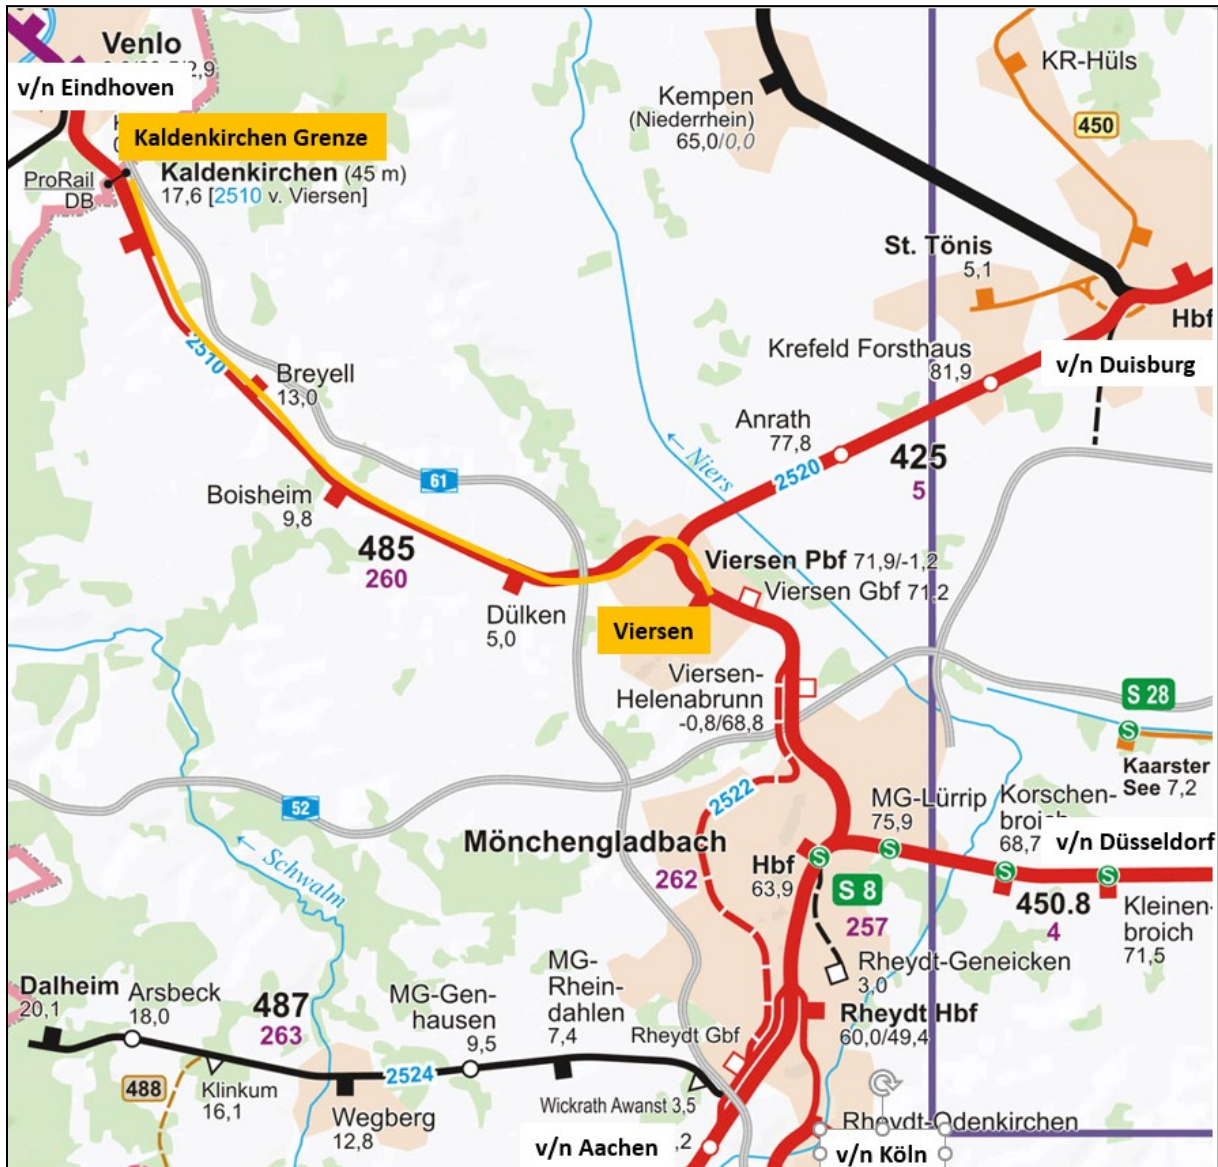 Venlo
v/n Eindhoven
Kaldenkirchen Grenze
ProRail
DB
Kaldenkirchen (45 m)
17,6 [2510 v. Viersen]
Kempen
(Niederrhein)
65,0/0,0
KR-Hüls
450
St. Tönis
5,1
Hbf
v/n Duisburg
Krefeld Forsthaus
81,9
Anrath
77,8
2520
425
5
← Niers
2510
Breyell
13,0
61
Boisheim
9,8
485
260
Dülken
5,0
Viersen
Viersen Pbf 71,9/-1,2
Viersen Gbf 71,2
Viersen-
Helenabrunn
-0,8/68,8
S 28
Kaarster
See 7,2
52
← Schwalm
2522
Mönchengladbach
262
MG-Lürrip
75,9
Korschen-
broich
68,7
v/n Düsseldorf
Hbf
63,9
S
S
S
S
S
S 8
257
450.8
4
Kleinen-
broich
71,5
Rheydt-Geneicken
3,0
Rheydt Hbf
60,0/49,4
Dalheim
20,1
Arsbeck
18,0
487
263
MG-Gen-
hausen
9,5
MG-
Rhein-
dahlen
7,4
Rheydt Gbf
488
Klinkum
16,1
2524
Wegberg
12,8
Wickrath Awanst 3,5
v/n Aachen
,2
Rheydt-Odenkirchen
v/n Köln